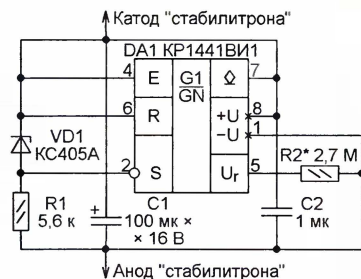 Катод "стабилитрона"
DA1 КР1441ВИ1
4 E G1 ◊ 7
GN
6 R +U 8
−U 1
VD1
КС405А
2 S Uг 5 R2* 2,7 М
R1
5,6 к
+ C1
100 мк ×
× 16 В
C2
1 мк
Анод "стабилитрона"